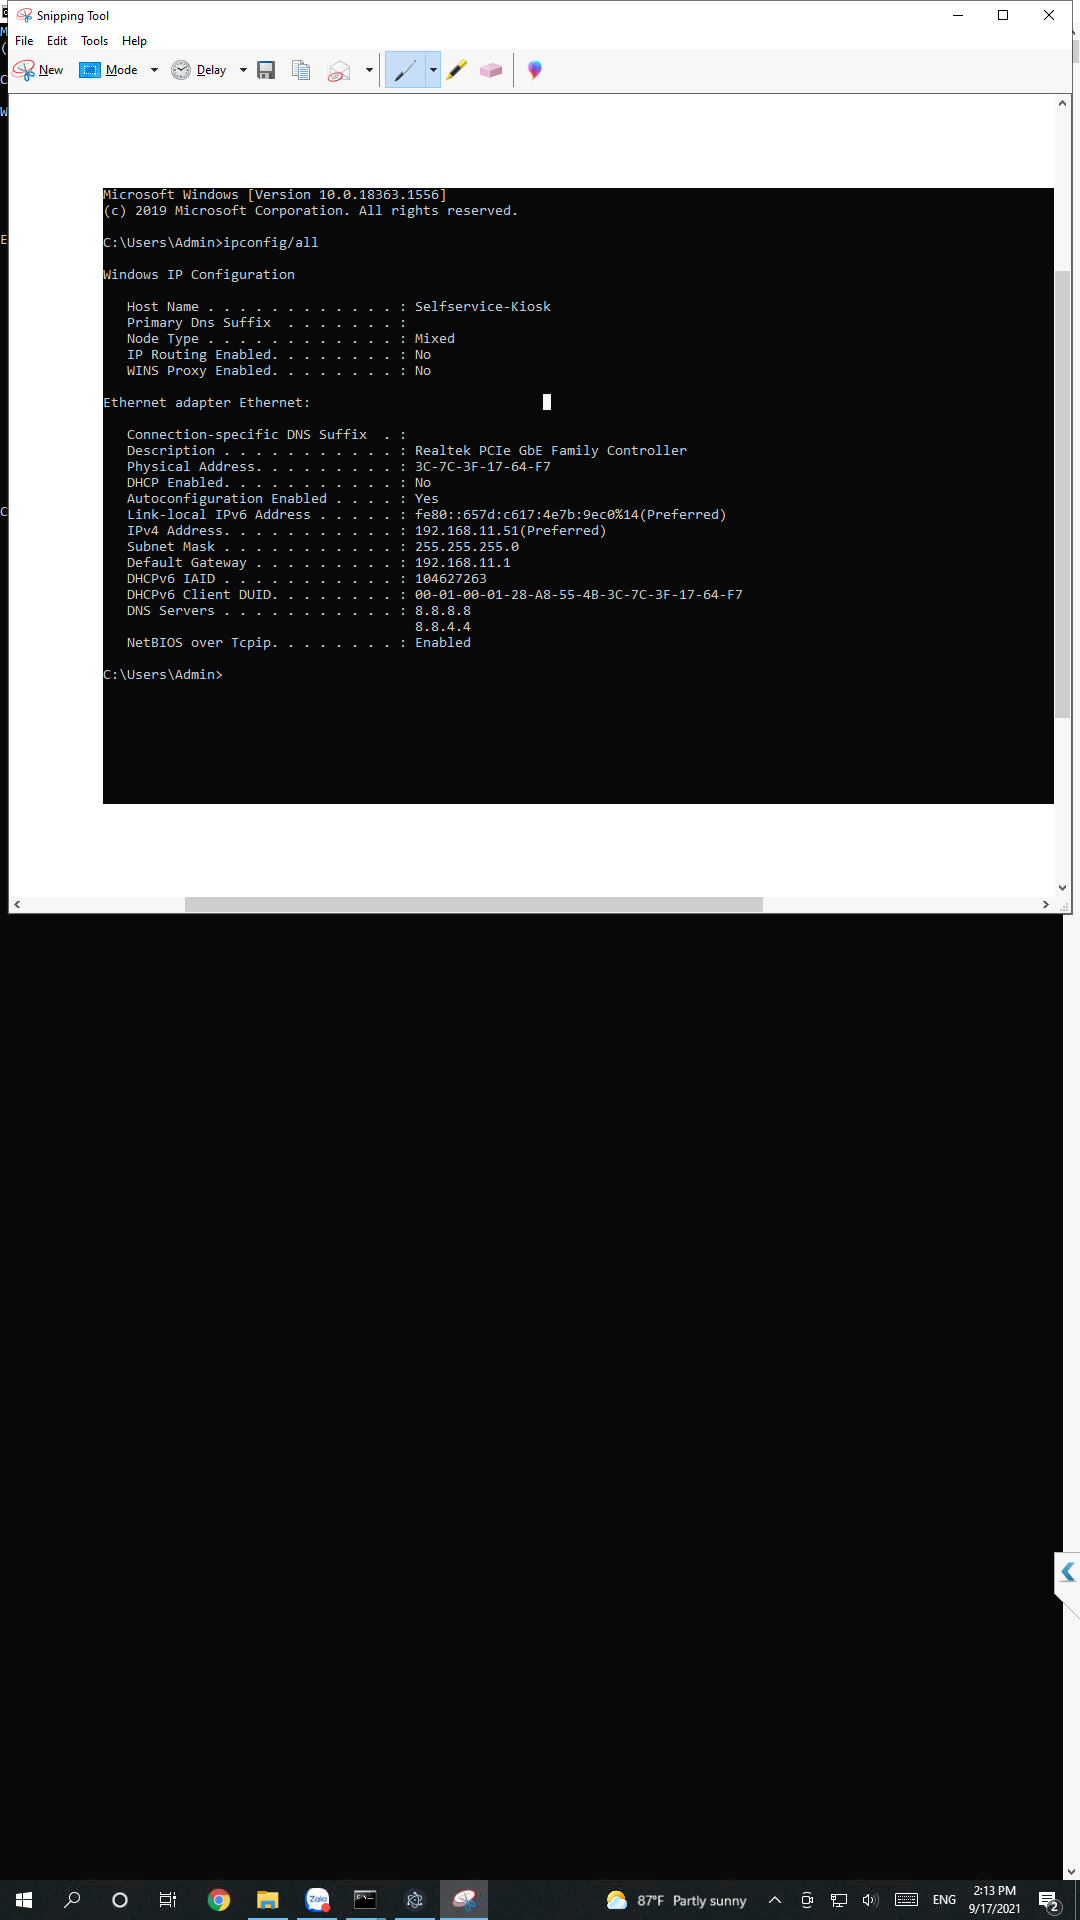 Snipping Tool
File Edit Tools Help
New Mode Delay
Microsoft Windows [Version 10.0.18363.1556]
(c) 2019 Microsoft Corporation. All rights reserved.
C:\Users\Admin>ipconfig/all
Windows IP Configuration
Host Name . . . . . . . . . . . . : Selfservice-Kiosk
Primary Dns Suffix . . . . . . . :
Node Type . . . . . . . . . . . . : Mixed
IP Routing Enabled. . . . . . . . : No
WINS Proxy Enabled. . . . . . . . : No
Ethernet adapter Ethernet:
Connection-specific DNS Suffix . :
Description . . . . . . . . . . . : Realtek PCIe GbE Family Controller
Physical Address. . . . . . . . . : 3C-7C-3F-17-64-F7
DHCP Enabled. . . . . . . . . . . : No
Autoconfiguration Enabled . . . . : Yes
Link-local IPv6 Address . . . . . : fe80::657d:c617:4e7b:9ec0%14(Preferred)
IPv4 Address. . . . . . . . . . . : 192.168.11.51(Preferred)
Subnet Mask . . . . . . . . . . . : 255.255.255.0
Default Gateway . . . . . . . . . : 192.168.11.1
DHCPv6 IAID . . . . . . . . . . . : 104627263
DHCPv6 Client DUID. . . . . . . . : 00-01-00-01-28-A8-55-4B-3C-7C-3F-17-64-F7
DNS Servers . . . . . . . . . . . : 8.8.8.8
8.8.4.4
NetBIOS over Tcpip. . . . . . . . : Enabled
C:\Users\Admin>
Zalo
87°F Partly sunny
ENG
2:13 PM
9/17/2021
2